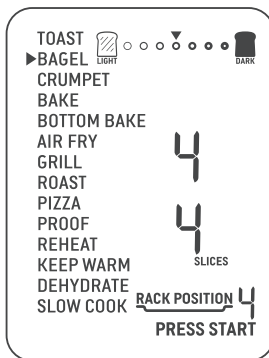 TOAST
LIGHT
DARK
BAGEL
CRUMPET
BAKE
BOTTOM BAKE
AIR FRY
4
GRILL
ROAST
PIZZA
4
PROOF
REHEAT
KEEP WARM
SLICES
DEHYDRATE
SLOW COOK
RACK POSITION 4
PRESS START